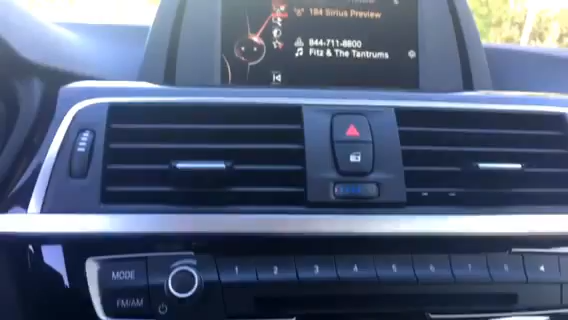 184 Sirius Preview
844-711-8800
Fitz & The Tantrums
MODE
1 2 3 4 5 6 7 8
FM/AM